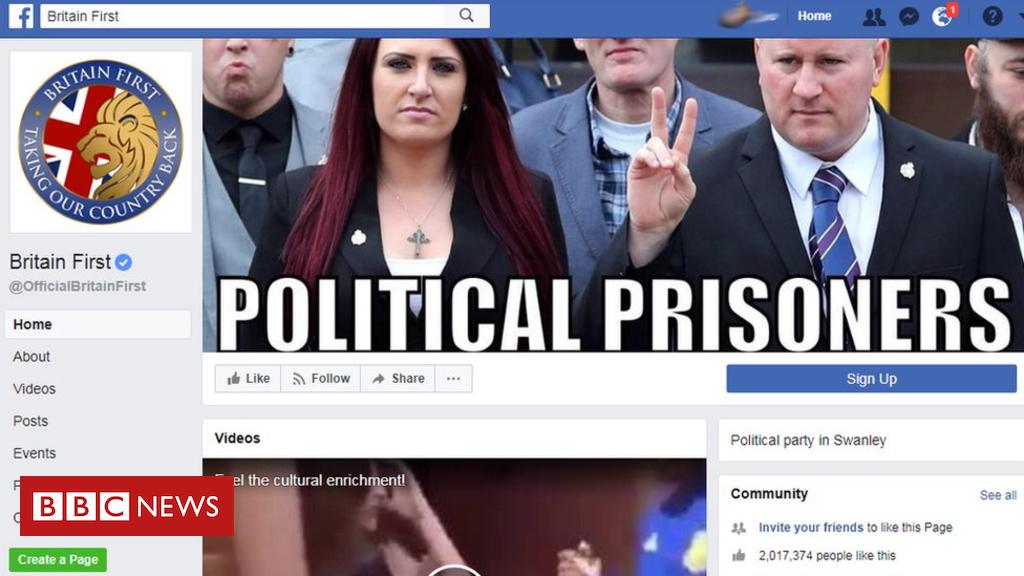 Britain First
Home
1
?
BRITAIN FIRST
TAKING OUR COUNTRY BACK
Britain First
@OfficialBritainFirst
Home
About
Videos
Posts
Events
BBC NEWS
Create a Page
POLITICAL PRISONERS
Like
Follow
Share
Sign Up
Videos
the cultural enrichment!
Political party in Swanley
Community
See all
Invite your friends to like this Page
2,017,374 people like this